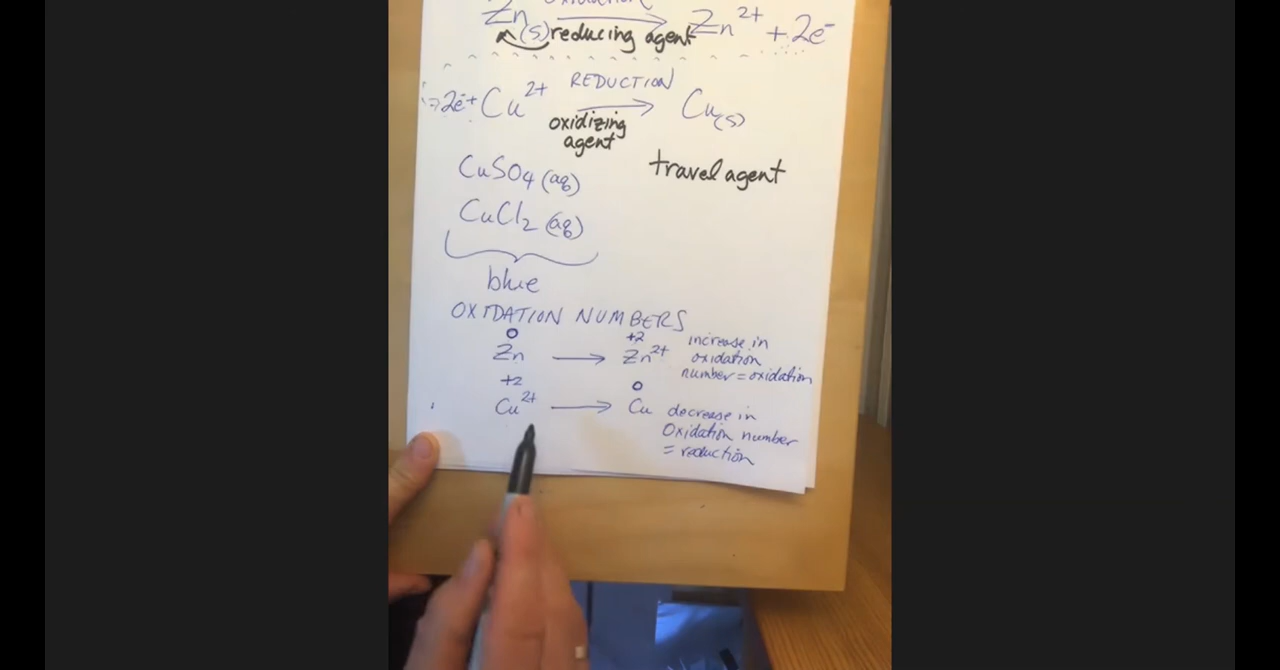 OXIDATION
Zn(s) → Zn²⁺ + 2e⁻
reducing agent
REDUCTION
2e⁻ + Cu²⁺ → Cu(s)
oxidizing
agent
travel agent
CuSO₄ (aq)
CuCl₂ (aq)
blue
OXIDATION NUMBERS
0 +2 increase in
Zn → Zn²⁺ oxidation
number = oxidation
+2 0
Cu²⁺ → Cu decrease in
Oxidation number
= reduction